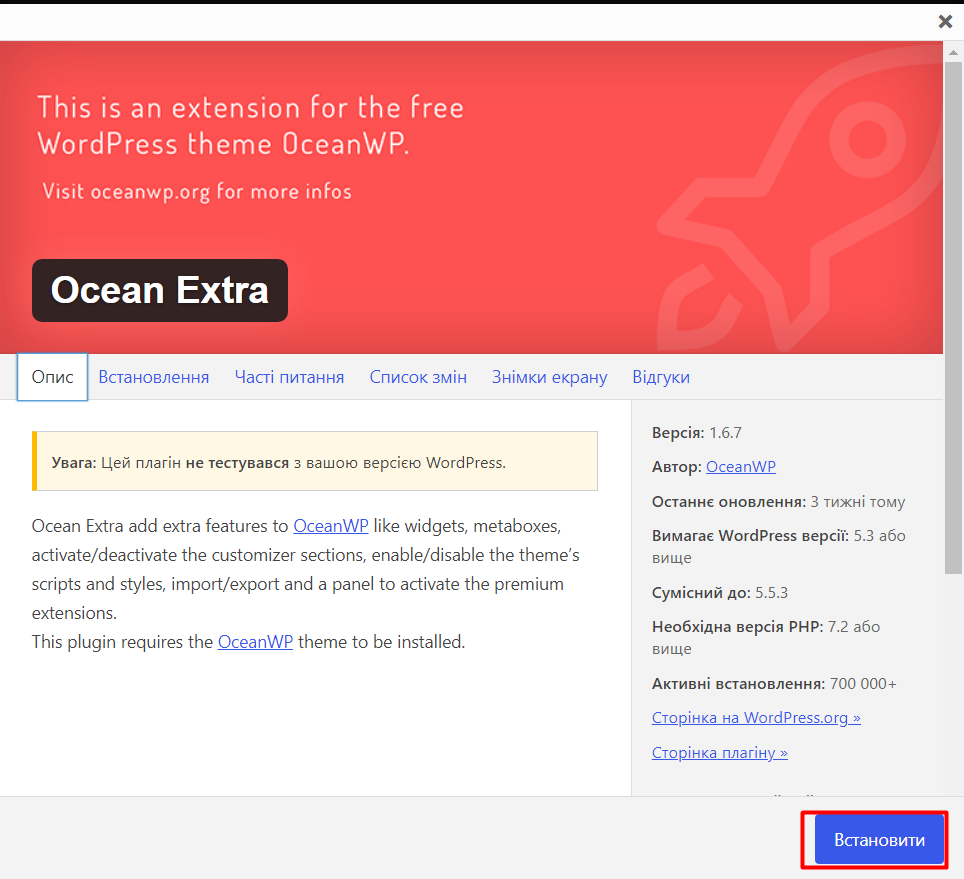 This is an extension for the free
WordPress theme OceanWP.
Visit oceanwp.org for more infos
Ocean Extra
Опис Встановлення Часті питання Список змін Знімки екрану Відгуки
Увага: Цей плагін не тестувався з вашою версією WordPress.
Ocean Extra add extra features to OceanWP like widgets, metaboxes,
activate/deactivate the customizer sections, enable/disable the theme’s
scripts and styles, import/export and a panel to activate the premium
extensions.
This plugin requires the OceanWP theme to be installed.
Версія: 1.6.7
Автор: OceanWP
Останнє оновлення: 3 тижні тому
Вимагає WordPress версії: 5.3 або
вище
Сумісний до: 5.5.3
Необхідна версія PHP: 7.2 або
вище
Активні встановлення: 700 000+
Сторінка на WordPress.org »
Сторінка плагіну »
Встановити